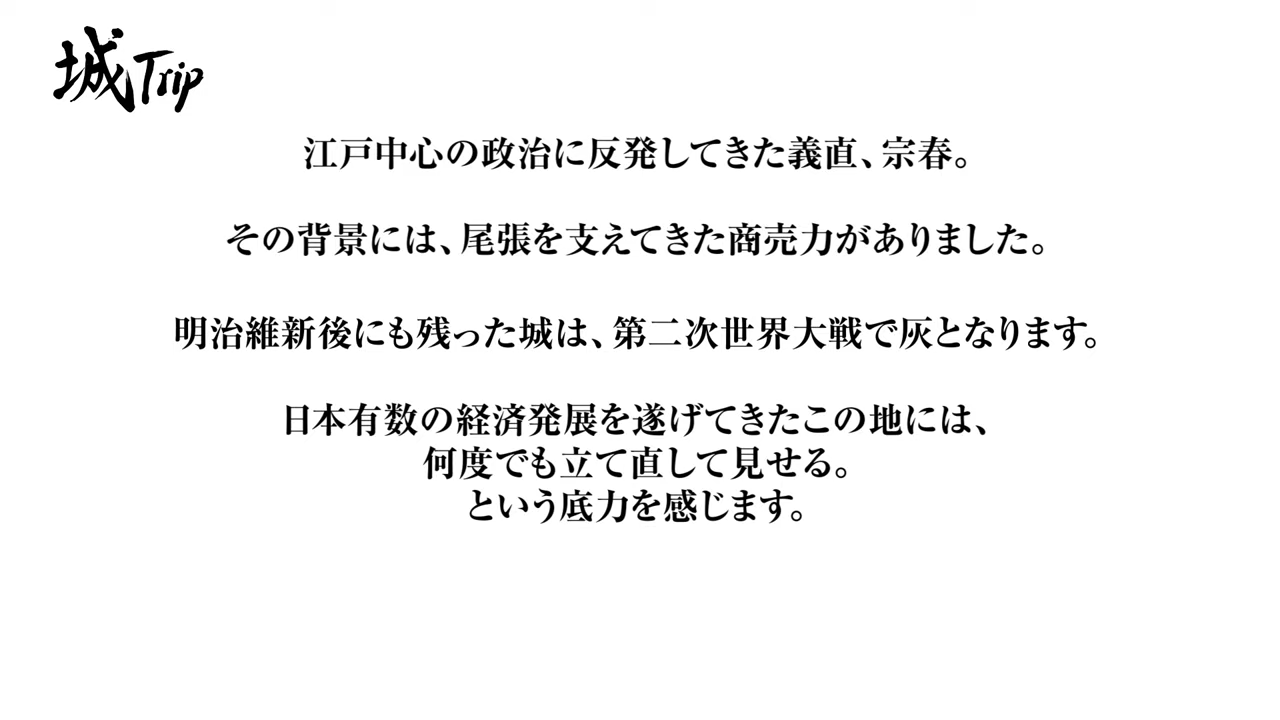 城Trip
江戸中心の政治に反発してきた義直、宗春。
その背景には、尾張を支えてきた商売力がありました。
明治維新後にも残った城は、第二次世界大戦で灰となります。
日本有数の経済発展を遂げてきたこの地には、
何度でも立て直して見せる。
という底力を感じます。